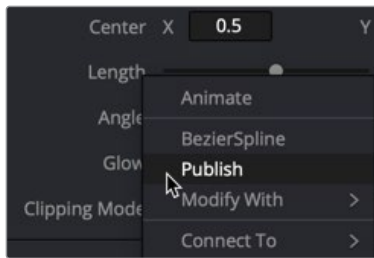 Center X 0.5 Y
Length
Animate
Angle
BezierSpline
Glow
Publish
Clipping Mode
Modify With >
Connect To >